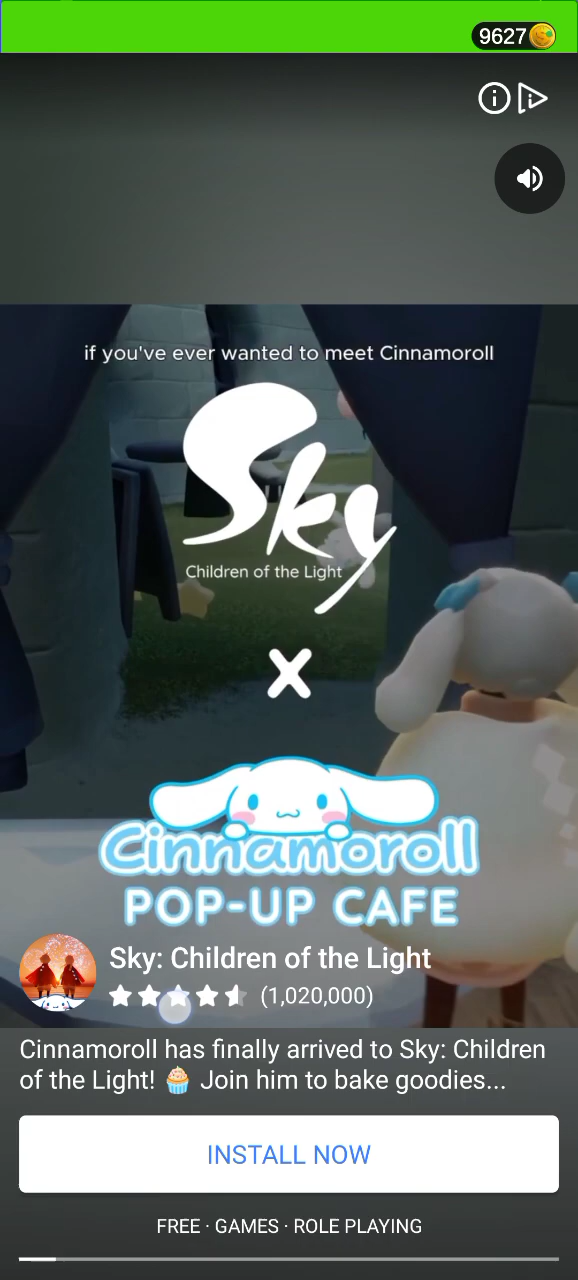 9627
if you've ever wanted to meet Cinnamoroll
Sky
Children of the Light
X
Cinnamoroll
POP-UP CAFE
Sky: Children of the Light
(1,020,000)
Cinnamoroll has finally arrived to Sky: Children
of the Light! 🧁 Join him to bake goodies...
INSTALL NOW
FREE · GAMES · ROLE PLAYING